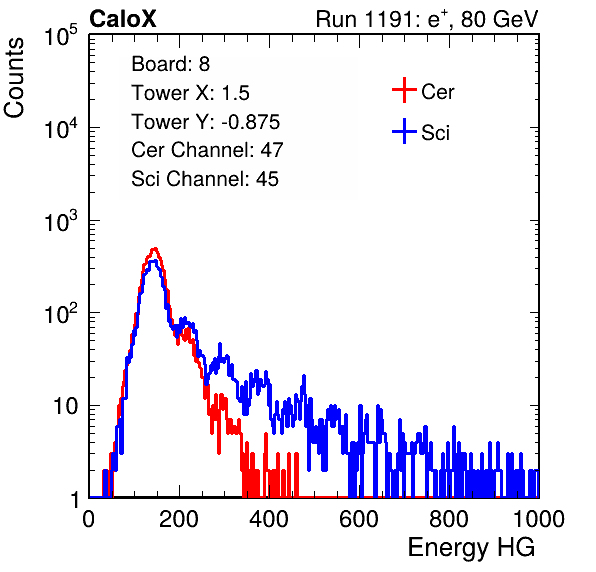 CaloX Run 1191: e⁺, 80 GeV
Counts
Board: 8
Tower X: 1.5
Tower Y: -0.875
Cer Channel: 47
Sci Channel: 45
Cer
Sci
10⁵
10⁴
10³
10²
10
1
0 200 400 600 800 1000
Energy HG